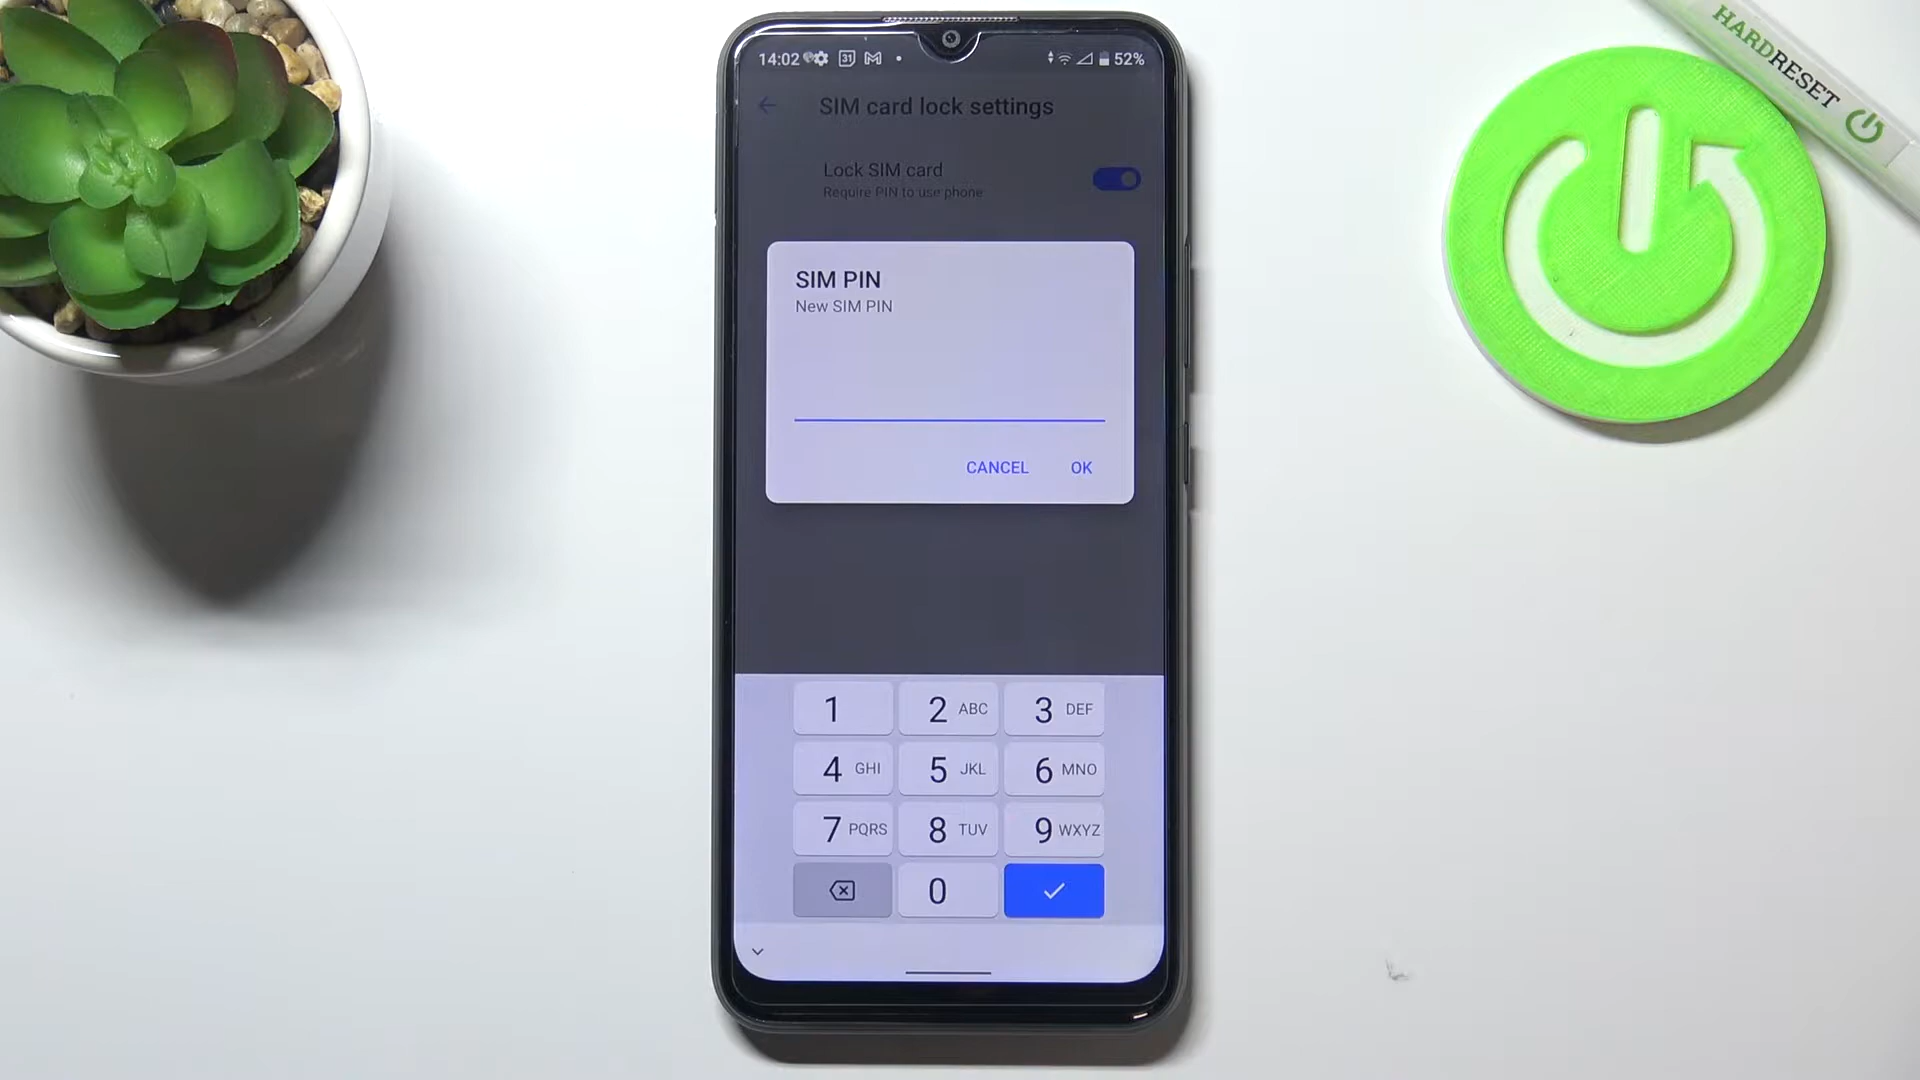 HARDRESET
14:02 31 52%
SIM card lock settings
Lock SIM card
Require PIN to use phone
SIM PIN
New SIM PIN
CANCEL OK
1 2 ABC 3 DEF
4 GHI 5 JKL 6 MNO
7 PQRS 8 TUV 9 WXYZ
0